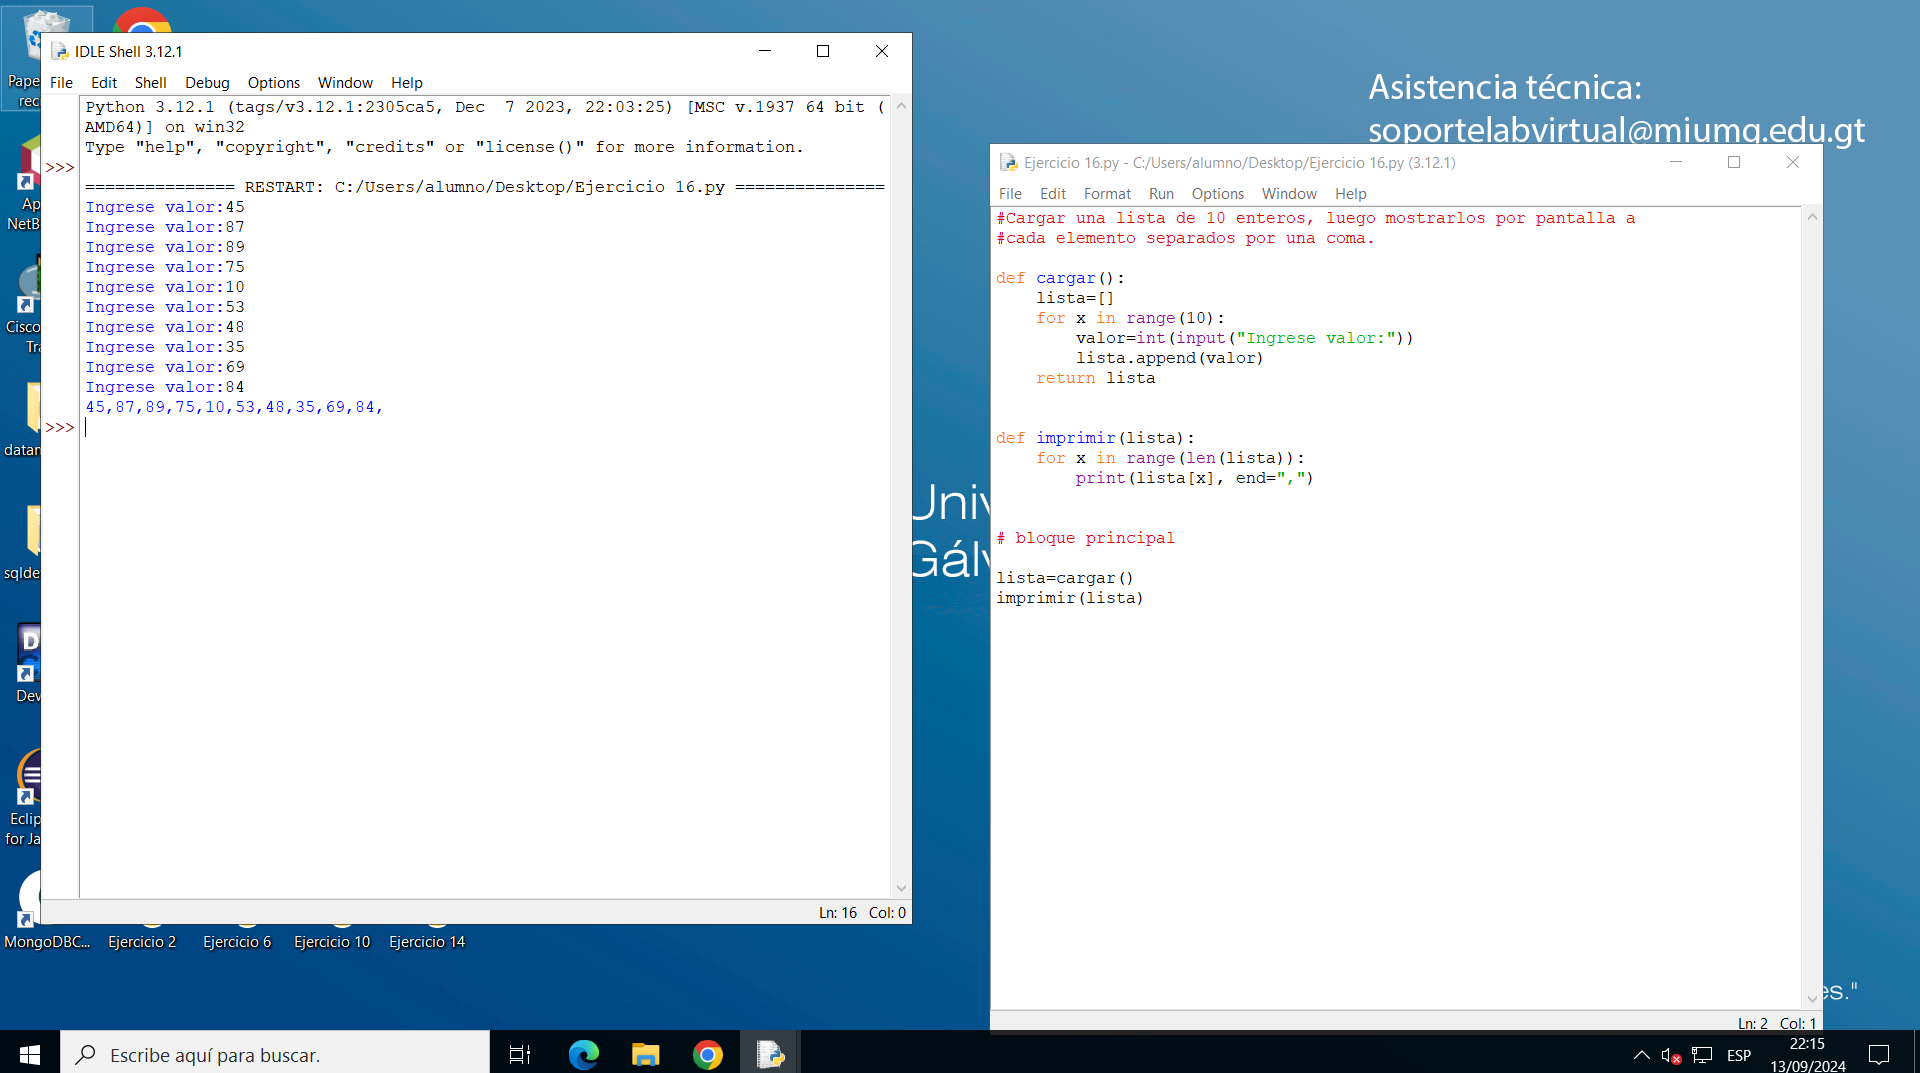 IDLE Shell 3.12.1
File Edit Shell Debug Options Window Help
Python 3.12.1 (tags/v3.12.1:2305ca5, Dec  7 2023, 22:03:25) [MSC v.1937 64 bit (
AMD64)] on win32
Type "help", "copyright", "credits" or "license()" for more information.
>>>
=============== RESTART: C:/Users/alumno/Desktop/Ejercicio 16.py ===============
Ingrese valor:45
Ingrese valor:87
Ingrese valor:89
Ingrese valor:75
Ingrese valor:10
Ingrese valor:53
Ingrese valor:48
Ingrese valor:35
Ingrese valor:69
Ingrese valor:84
45,87,89,75,10,53,48,35,69,84,
>>>
Ln: 16 Col: 0
Asistencia técnica:
soportelabvirtual@miumg.edu.gt
Ejercicio 16.py - C:/Users/alumno/Desktop/Ejercicio 16.py (3.12.1)
File Edit Format Run Options Window Help
#Cargar una lista de 10 enteros, luego mostrarlos por pantalla a
#cada elemento separados por una coma.
def cargar():
    lista=[]
    for x in range(10):
        valor=int(input("Ingrese valor:"))
        lista.append(valor)
    return lista
def imprimir(lista):
    for x in range(len(lista)):
        print(lista[x], end=",")
# bloque principal
lista=cargar()
imprimir(lista)
Ln: 2 Col: 1
Pape
rec
Ap
NetB
Cisco
Tra
datan
sqlde
Dev
Eclip
for Ja
MongoDBC...
Ejercicio 2
Ejercicio 6
Ejercicio 10
Ejercicio 14
Univ
Gálv
es."
Escribe aquí para buscar.
ESP
22:15
13/09/2024